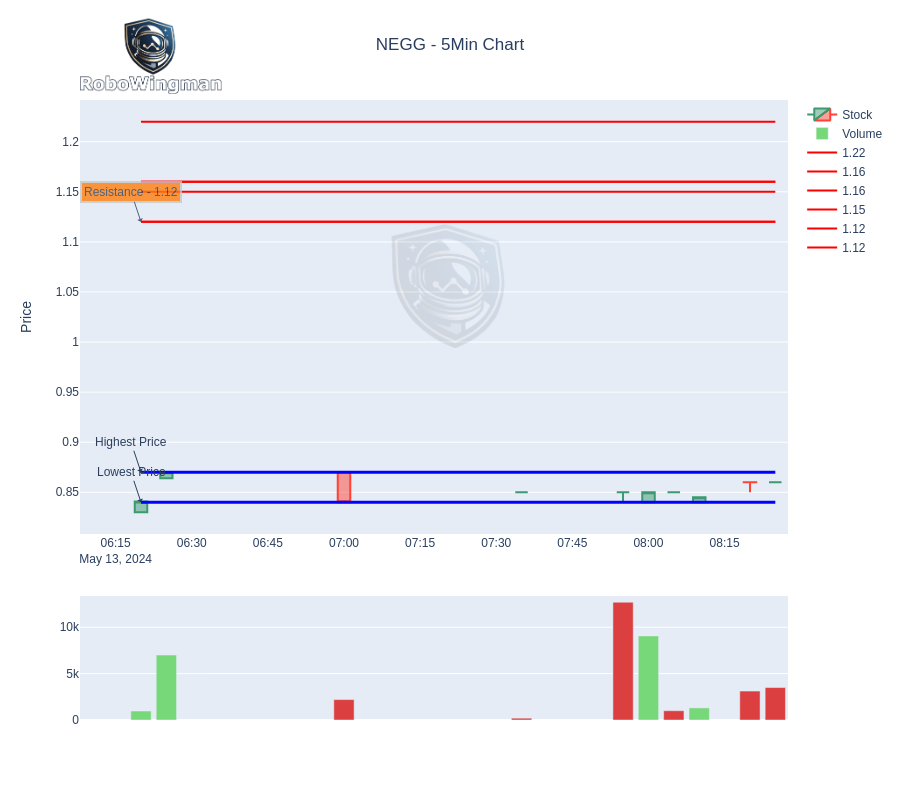 NEGG - 5Min Chart
RoboWingman
Stock
Volume
1.22
1.16
1.16
1.15
1.12
1.12
Price
1.2
1.15
1.1
1.05
1
0.95
0.9
0.85
Resistance - 1.12
Highest Price
Lowest Price
06:15 06:30 06:45 07:00 07:15 07:30 07:45 08:00 08:15
May 13, 2024
10k
5k
0